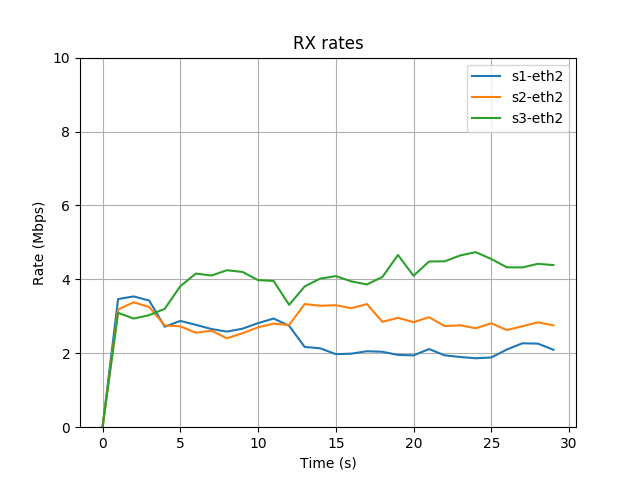 RX rates
10
8
6
4
2
0
Rate (Mbps)
s1-eth2
s2-eth2
s3-eth2
0 5 10 15 20 25 30
Time (s)